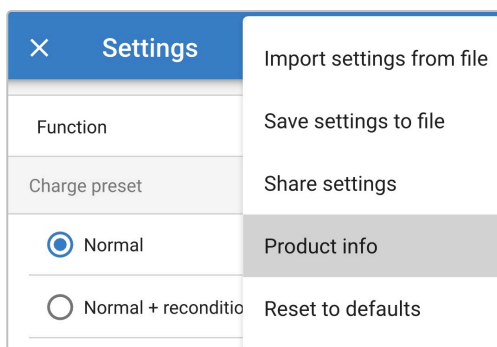 Settings
Function
Charge preset
Normal
Normal + reconditio
Import settings from file
Save settings to file
Share settings
Product info
Reset to defaults